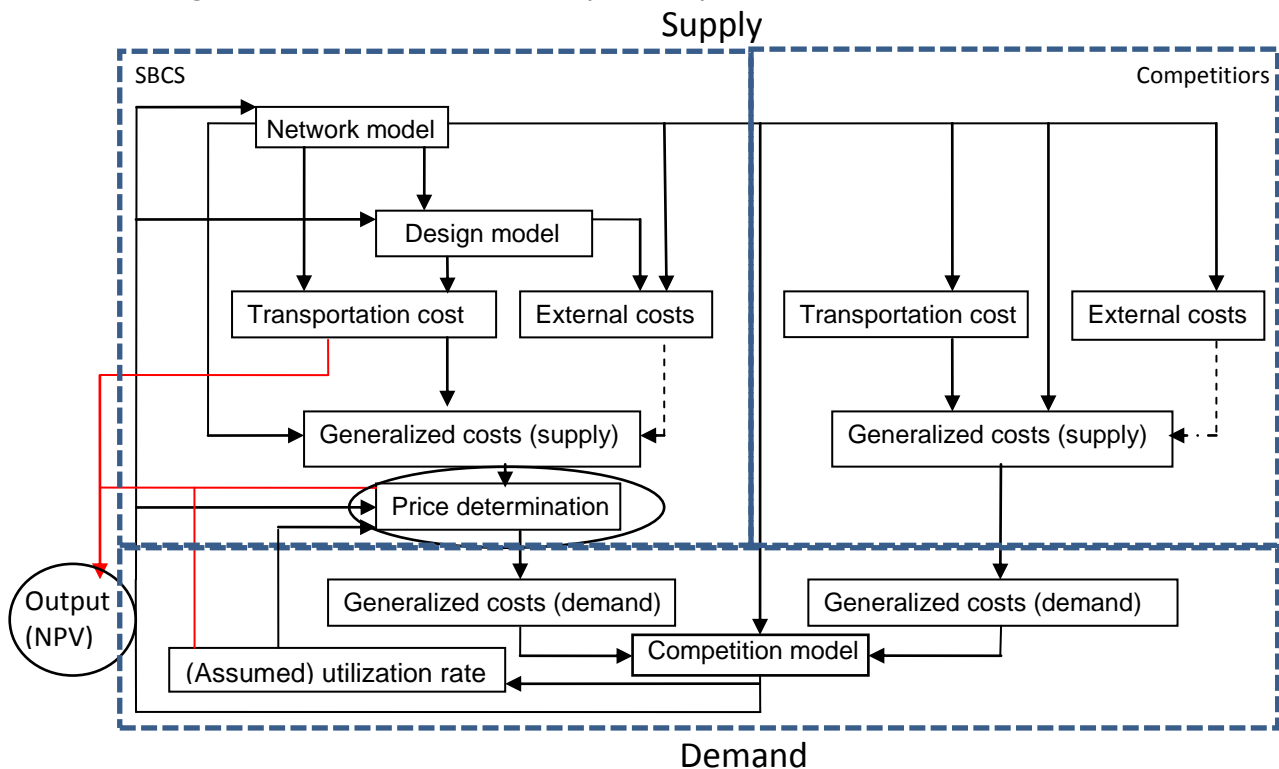 Supply
SBCS
Competitiors
Network model
Design model
Transportation cost
External costs
Transportation cost
External costs
Generalized costs (supply)
Generalized costs (supply)
Price determination
Output
(NPV)
Generalized costs (demand)
Generalized costs (demand)
Competition model
(Assumed) utilization rate
Demand